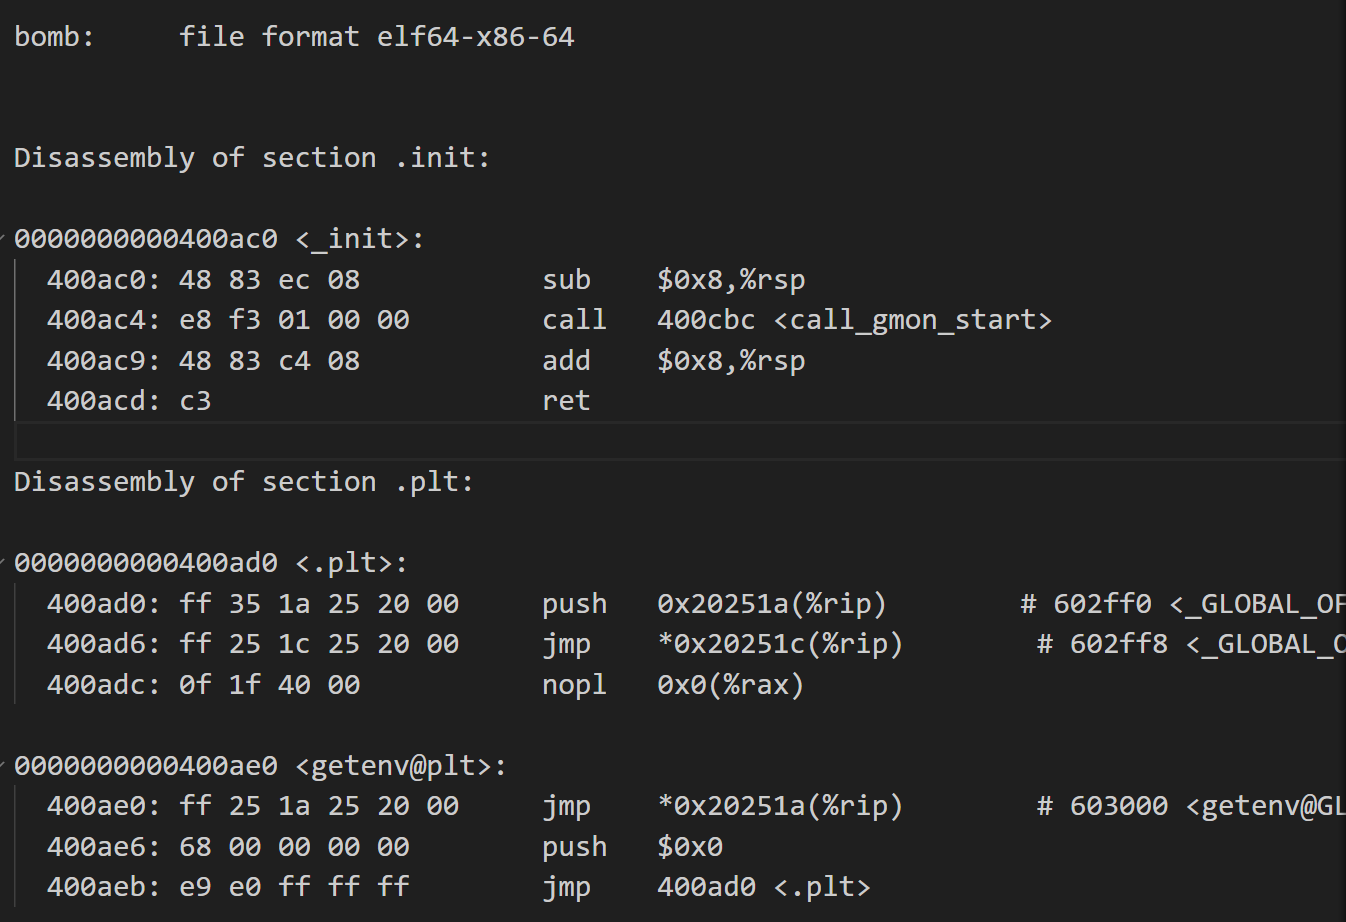 bomb:     file format elf64-x86-64
Disassembly of section .init:
0000000000400ac0 <_init>:
  400ac0: 48 83 ec 08           sub    $0x8,%rsp
  400ac4: e8 f3 01 00 00        call   400cbc <call_gmon_start>
  400ac9: 48 83 c4 08           add    $0x8,%rsp
  400acd: c3                    ret
Disassembly of section .plt:
0000000000400ad0 <.plt>:
  400ad0: ff 35 1a 25 20 00     push   0x20251a(%rip)        # 602ff0 <_GLOBAL_OF
  400ad6: ff 25 1c 25 20 00     jmp    *0x20251c(%rip)        # 602ff8 <_GLOBAL_O
  400adc: 0f 1f 40 00           nopl   0x0(%rax)
0000000000400ae0 <getenv@plt>:
  400ae0: ff 25 1a 25 20 00     jmp    *0x20251a(%rip)        # 603000 <getenv@GL
  400ae6: 68 00 00 00 00        push   $0x0
  400aeb: e9 e0 ff ff ff        jmp    400ad0 <.plt>